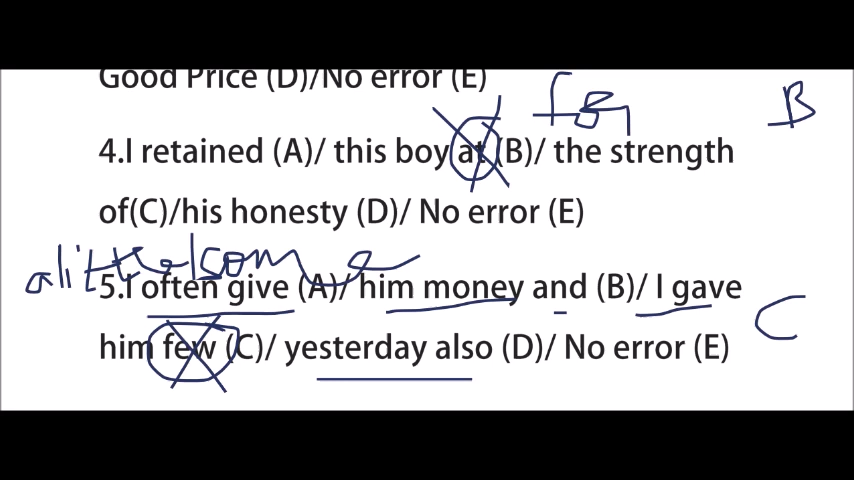 Good Price (D)/No error (E)
for B
4.I retained (A)/ this boy at (B)/ the strength
of(C)/his honesty (D)/ No error (E)
a little/some
5.I often give (A)/ him money and (B)/ I gave
C
him few (C)/ yesterday also (D)/ No error (E)